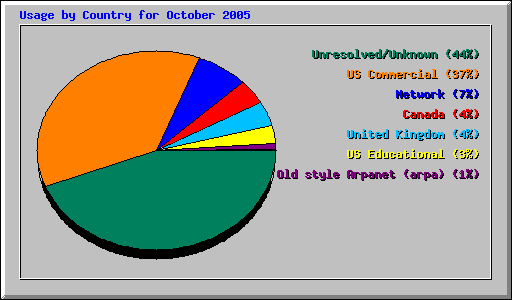 Usage by Country for October 2005
Unresolved/Unknown (44%)
US Commercial (37%)
Network (7%)
Canada (4%)
United Kingdom (4%)
US Educational (3%)
Old style Arpanet (arpa) (1%)